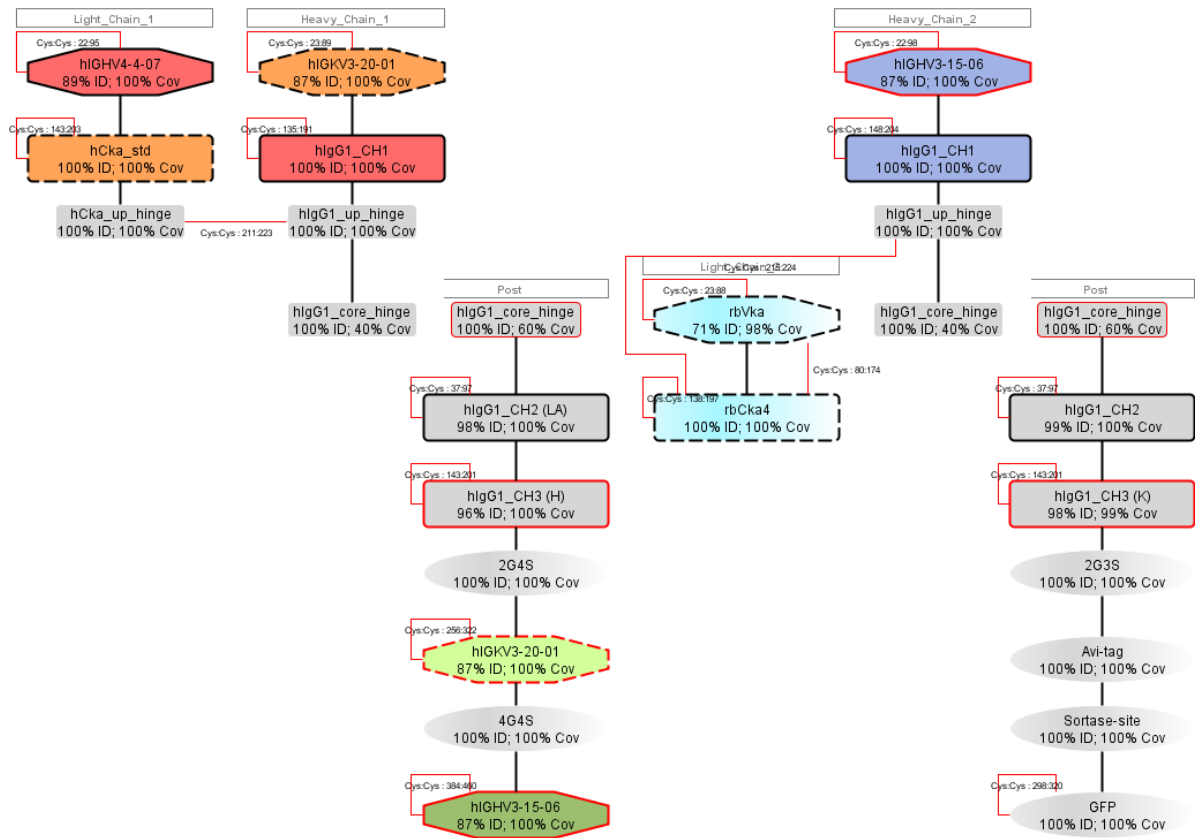 Light_Chain_1
Cys:Cys : 22:95
hIGHV4-4-07
89% ID; 100% Cov
Cys:Cys : 143:203
hCka_std
100% ID; 100% Cov
hCka_up_hinge
100% ID; 100% Cov
Cys:Cys : 211:223
Heavy_Chain_1
Cys:Cys : 23:89
hIGKV3-20-01
87% ID; 100% Cov
Cys:Cys : 135:191
hIgG1_CH1
100% ID; 100% Cov
hIgG1_up_hinge
100% ID; 100% Cov
hIgG1_core_hinge
100% ID; 40% Cov
Post
hIgG1_core_hinge
100% ID; 60% Cov
Cys:Cys : 37:97
hIgG1_CH2 (LA)
98% ID; 100% Cov
Cys:Cys : 143:201
hIgG1_CH3 (H)
96% ID; 100% Cov
2G4S
100% ID; 100% Cov
Cys:Cys : 256:322
hIGKV3-20-01
87% ID; 100% Cov
4G4S
100% ID; 100% Cov
Cys:Cys : 384:460
hIGHV3-15-06
87% ID; 100% Cov
Cys:Cys : 23:88
rbVka
71% ID; 98% Cov
Cys:Cys : 80:174
Cys:Cys : 138:197
rbCka4
100% ID; 100% Cov
Heavy_Chain_2
Cys:Cys : 22:98
hIGHV3-15-06
87% ID; 100% Cov
Cys:Cys : 148:204
hIgG1_CH1
100% ID; 100% Cov
hIgG1_up_hinge
100% ID; 100% Cov
hIgG1_core_hinge
100% ID; 40% Cov
Post
hIgG1_core_hinge
100% ID; 60% Cov
Cys:Cys : 37:97
hIgG1_CH2
99% ID; 100% Cov
Cys:Cys : 143:201
hIgG1_CH3 (K)
98% ID; 99% Cov
2G3S
100% ID; 100% Cov
Avi-tag
100% ID; 100% Cov
Sortase-site
100% ID; 100% Cov
Cys:Cys : 298:320
GFP
100% ID; 100% Cov